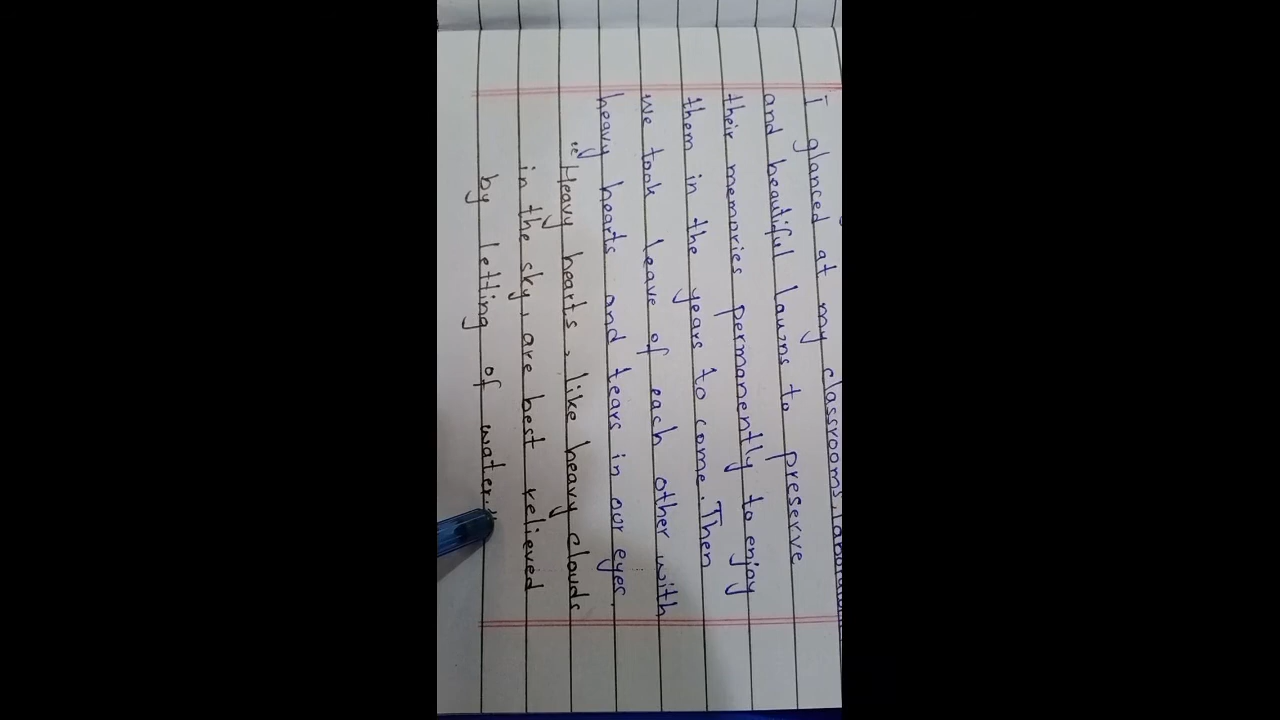 I glanced at my classrooms,
and beautiful lawns to preserve
their memories permanently to enjoy
them in the years to come. Then
we took leave of each other with
heavy hearts and tears in our eyes.
"Heavy hearts, like heavy clouds
in the sky, are best relieved
by letting of water."